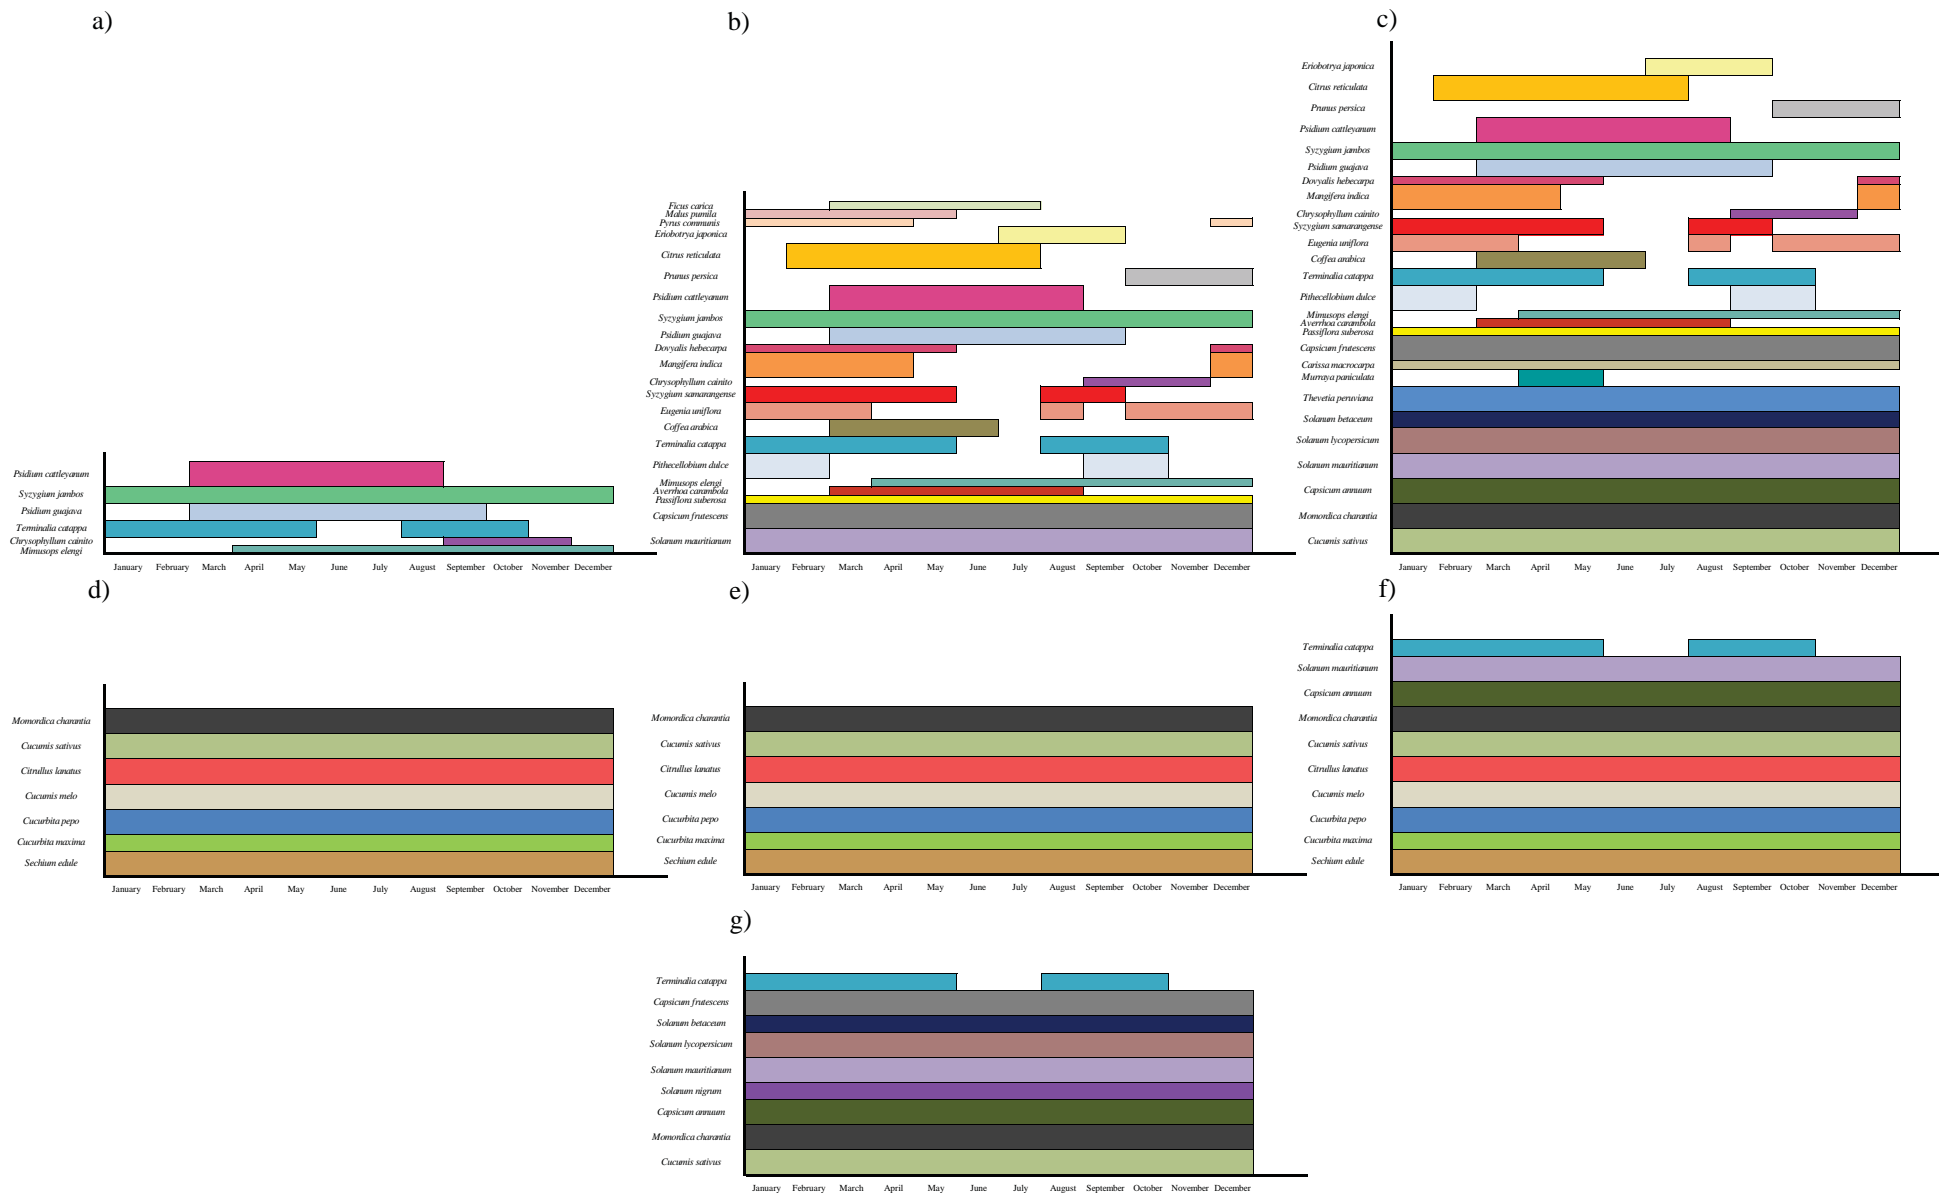 a)
Psidium cattleyanum
Syzygium jambos
Psidium guajava
Terminalia catappa
Chrysophyllum cainito
Mimusops elengi
January February March April May June July August September October November December
b)
Ficus carica
Malus pumila
Pyrus communis
Eriobotrya japonica
Citrus reticulata
Prunus persica
Psidium cattleyanum
Syzygium jambos
Psidium guajava
Dovyalis hebecarpa
Mangifera indica
Chrysophyllum cainito
Syzygium samarangense
Eugenia uniflora
Coffea arabica
Terminalia catappa
Pithecellobium dulce
Mimusops elengi
Averrhoa carambola
Passiflora suberosa
Capsicum frutescens
Solanum mauritianum
January February March April May June July August September October November December
c)
Eriobotrya japonica
Citrus reticulata
Prunus persica
Psidium cattleyanum
Syzygium jambos
Psidium guajava
Dovyalis hebecarpa
Mangifera indica
Chrysophyllum cainito
Syzygium samarangense
Eugenia uniflora
Coffea arabica
Terminalia catappa
Pithecellobium dulce
Mimusops elengi
Averrhoa carambola
Passiflora suberosa
Capsicum frutescens
Carissa macrocarpa
Murraya paniculata
Thevetia peruviana
Solanum betaceum
Solanum lycopersicum
Solanum mauritianum
Capsicum annuum
Momordica charantia
Cucumis sativus
January February March April May June July August September October November December
d)
Momordica charantia
Cucumis sativus
Citrullus lanatus
Cucumis melo
Cucurbita pepo
Cucurbita maxima
Sechium edule
January February March April May June July August September October November December
e)
Momordica charantia
Cucumis sativus
Citrullus lanatus
Cucumis melo
Cucurbita pepo
Cucurbita maxima
Sechium edule
January February March April May June July August September October November December
f)
Terminalia catappa
Solanum mauritianum
Capsicum annuum
Momordica charantia
Cucumis sativus
Citrullus lanatus
Cucumis melo
Cucurbita pepo
Cucurbita maxima
Sechium edule
January February March April May June July August September October November December
g)
Terminalia catappa
Capsicum frutescens
Solanum betaceum
Solanum lycopersicum
Solanum mauritianum
Solanum nigrum
Capsicum annuum
Momordica charantia
Cucumis sativus
January February March April May June July August September October November December